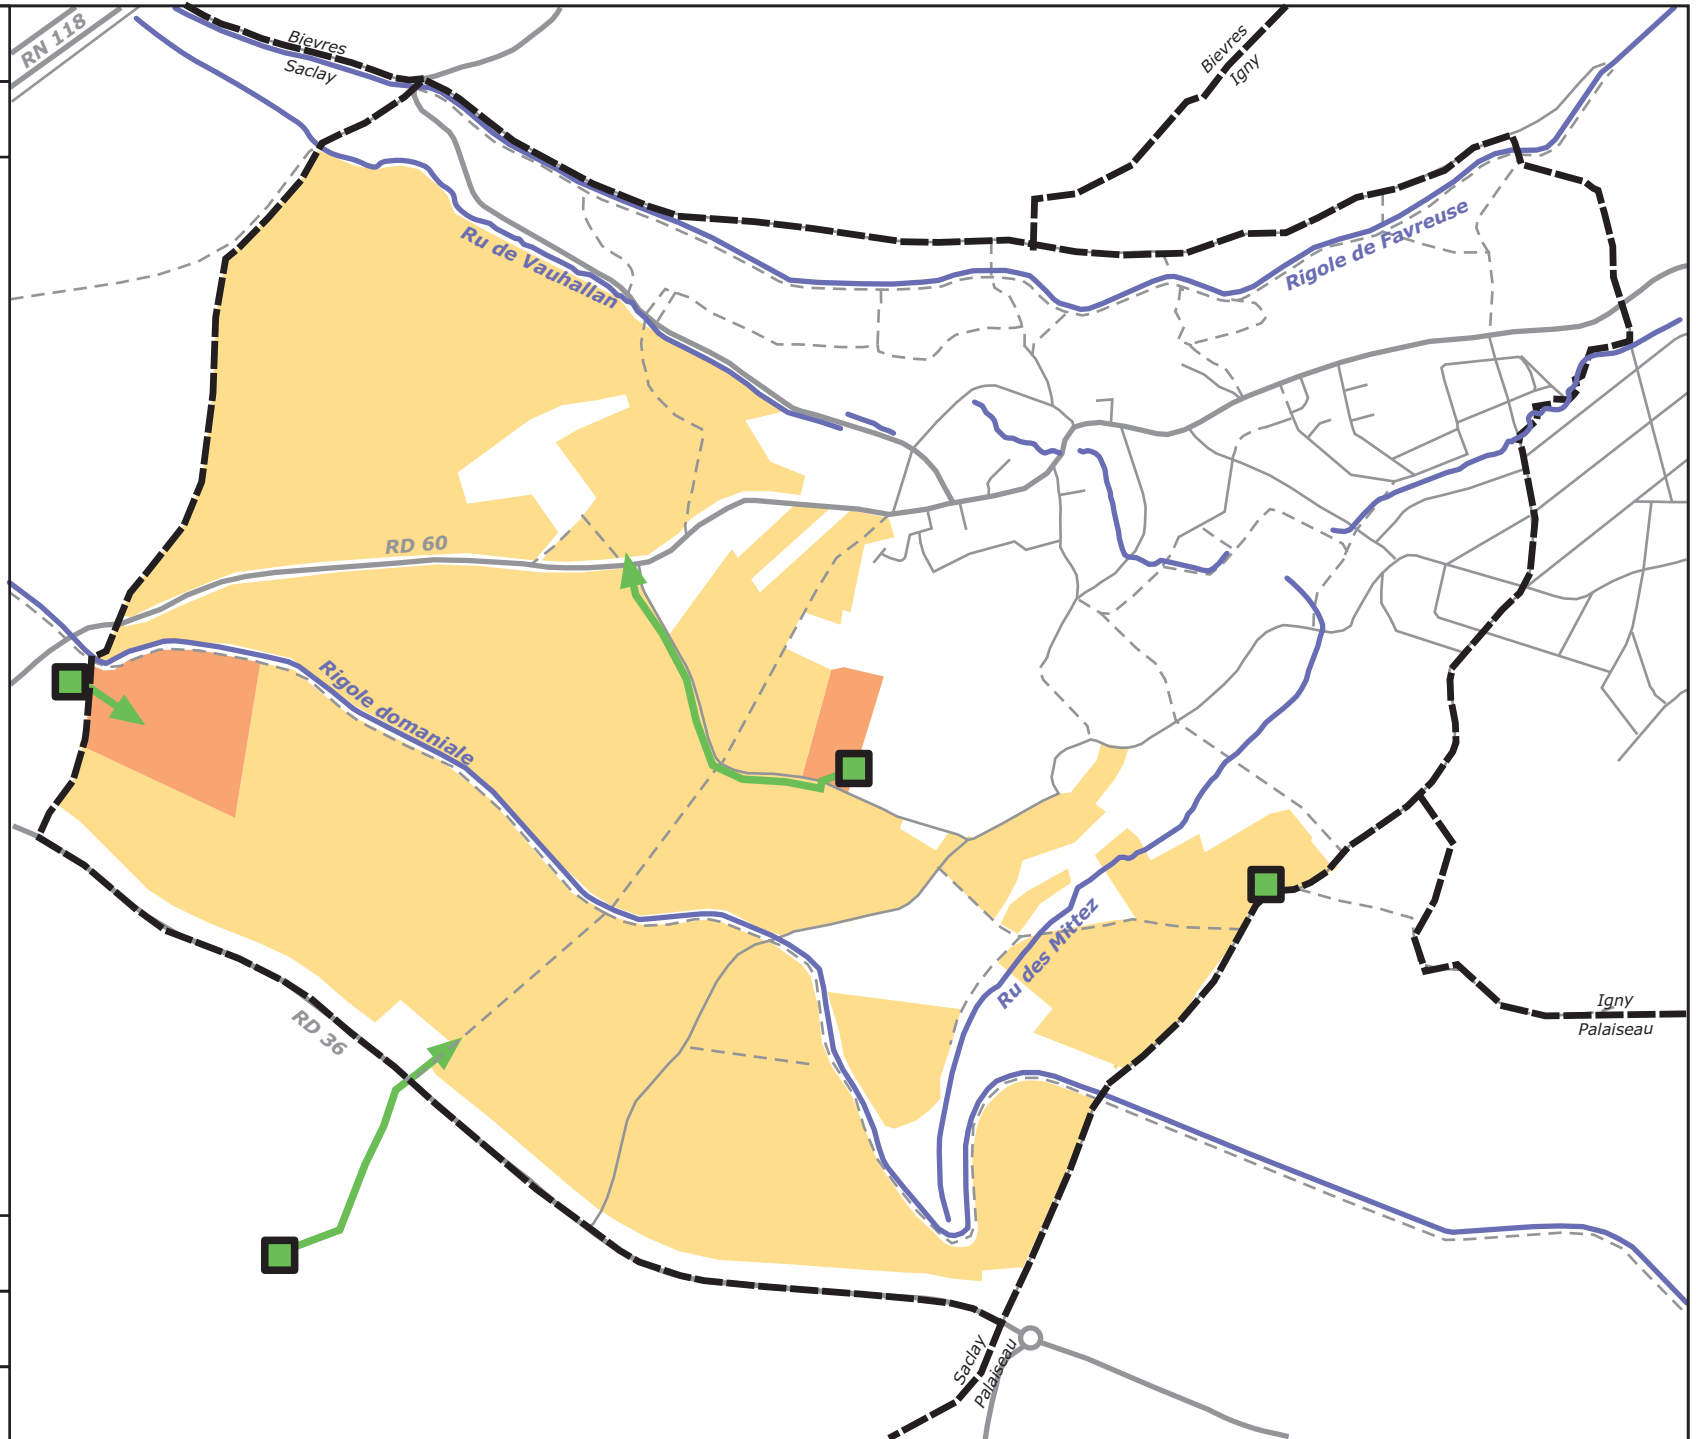 RN 118
Bievres
Saclay
Bievres
Igny
Ru de Vauhallan
Rigole de Favreuse
RD 60
Rigole domaniale
Ru des Mittez
RD 36
Igny
Palaiseau
Saclay
Palaiseau